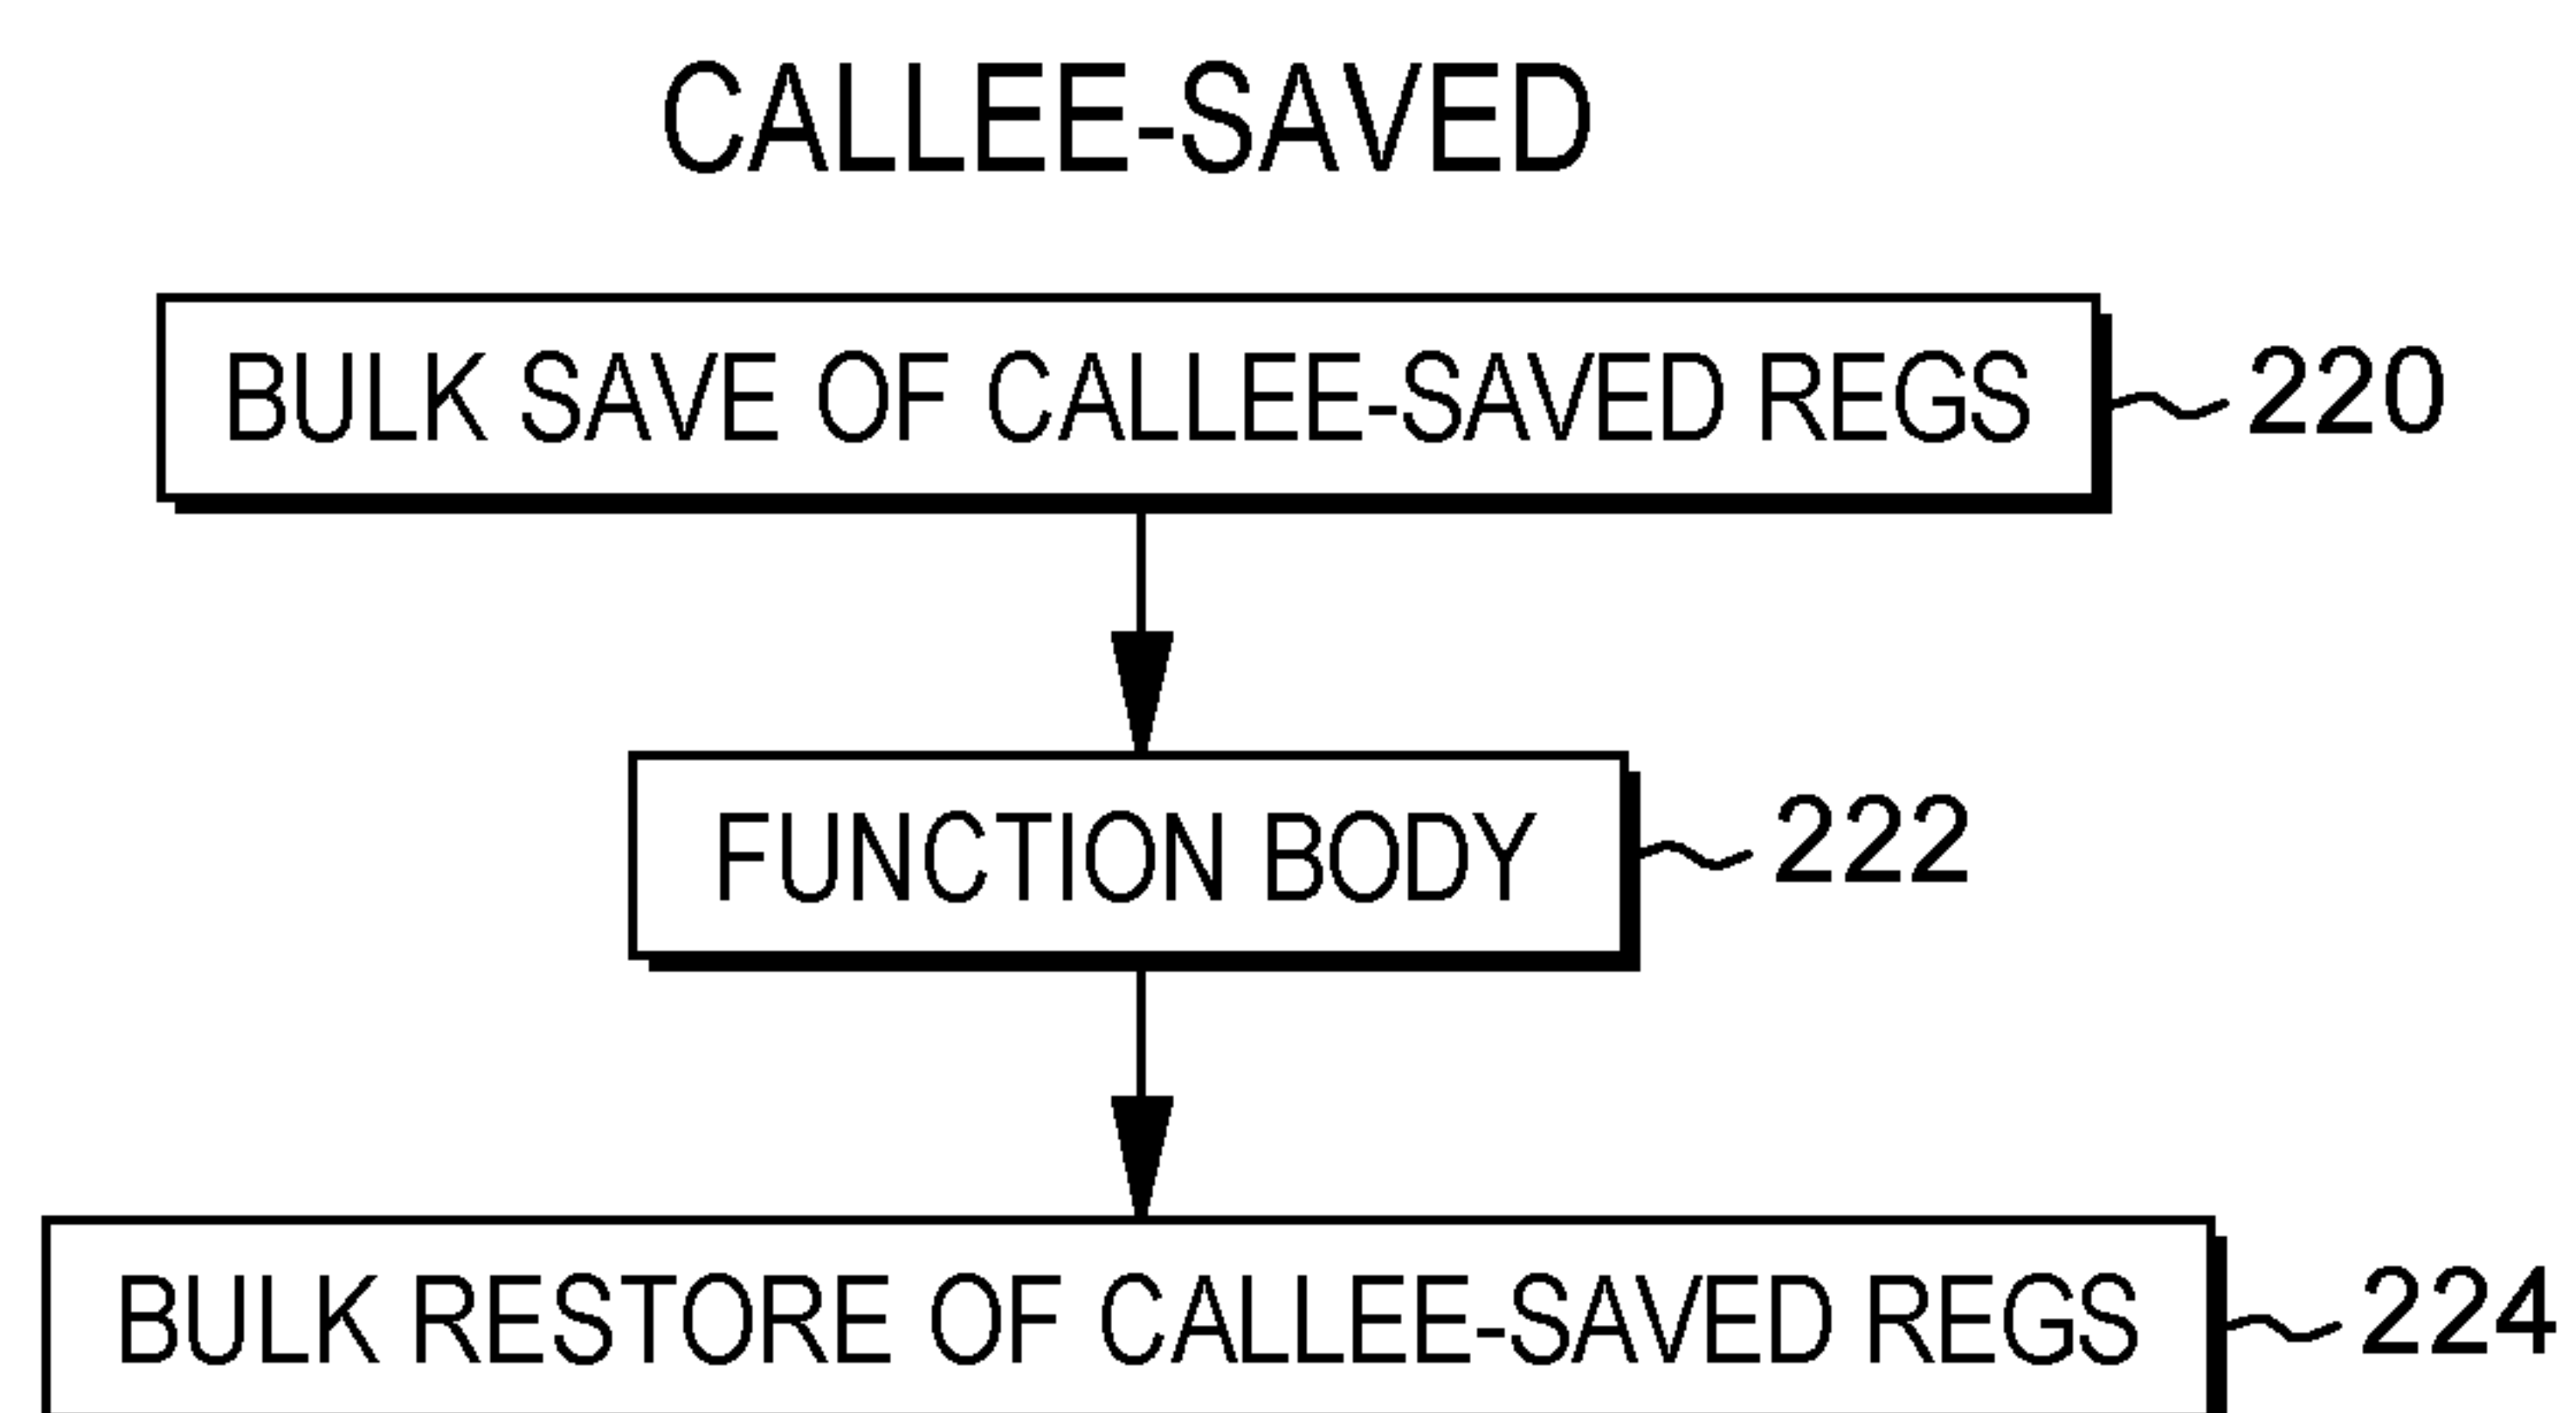 CALLEE-SAVED
BULK SAVE OF CALLEE-SAVED REGS 220
FUNCTION BODY 222
BULK RESTORE OF CALLEE-SAVED REGS 224